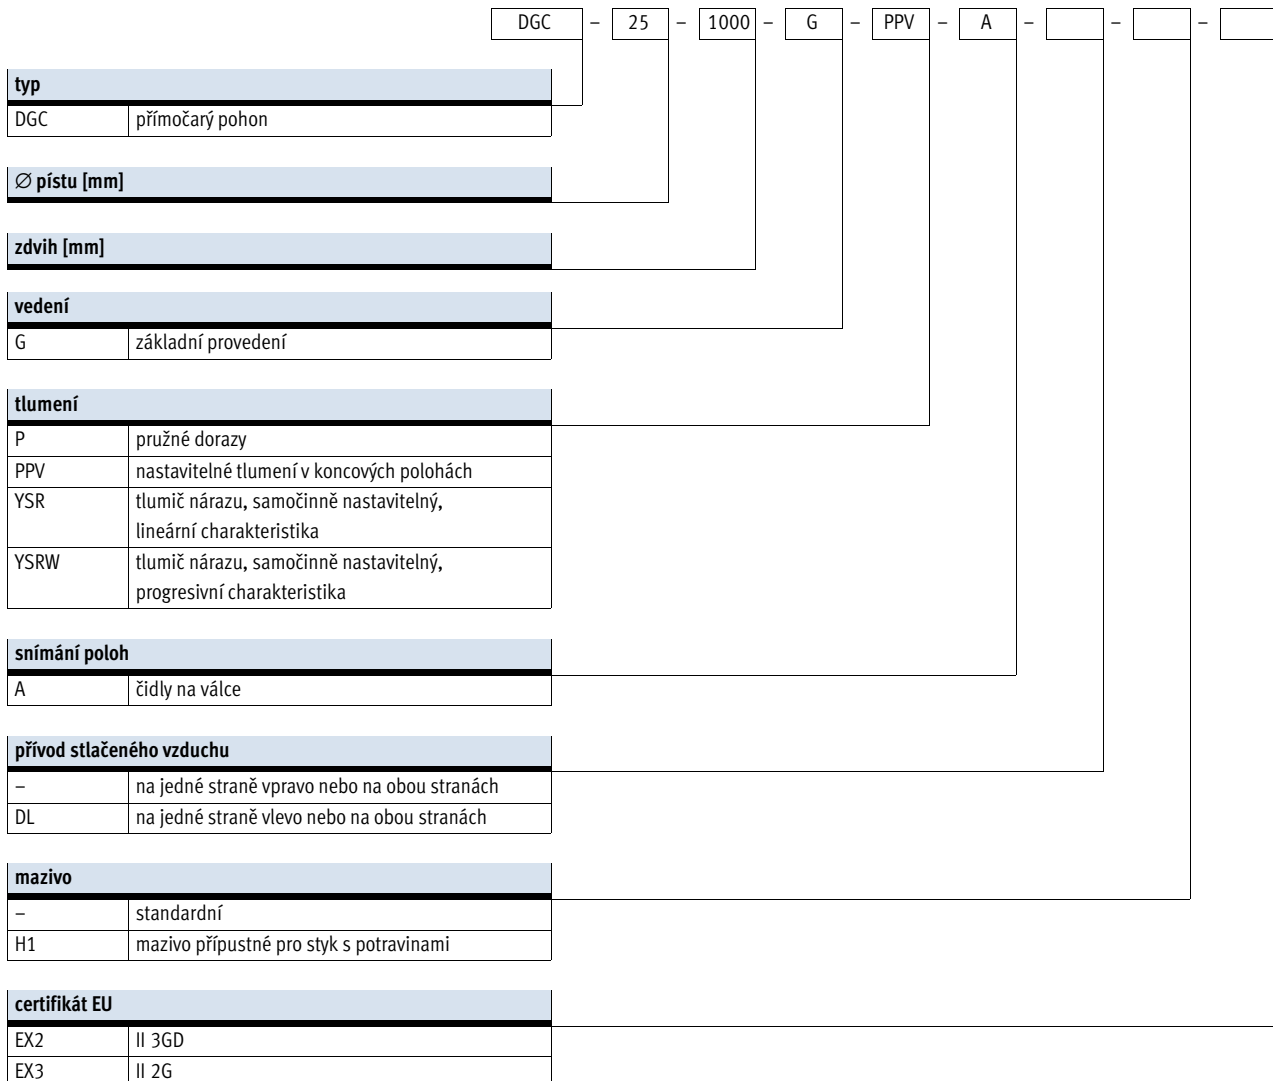 DGC – 25 – 1000 – G – PPV – A – – –
typ
DGC přímočarý pohon
∅ pístu [mm]
zdvih [mm]
vedení
G základní provedení
tlumení
P pružné dorazy
PPV nastavitelné tlumení v koncových polohách
YSR tlumič nárazu, samočinně nastavitelný,
lineární charakteristika
YSRW tlumič nárazu, samočinně nastavitelný,
progresivní charakteristika
snímání poloh
A čidly na válce
přívod stlačeného vzduchu
– na jedné straně vpravo nebo na obou stranách
DL na jedné straně vlevo nebo na obou stranách
mazivo
– standardní
H1 mazivo přípustné pro styk s potravinami
certifikát EU
EX2 II 3GD
EX3 II 2G